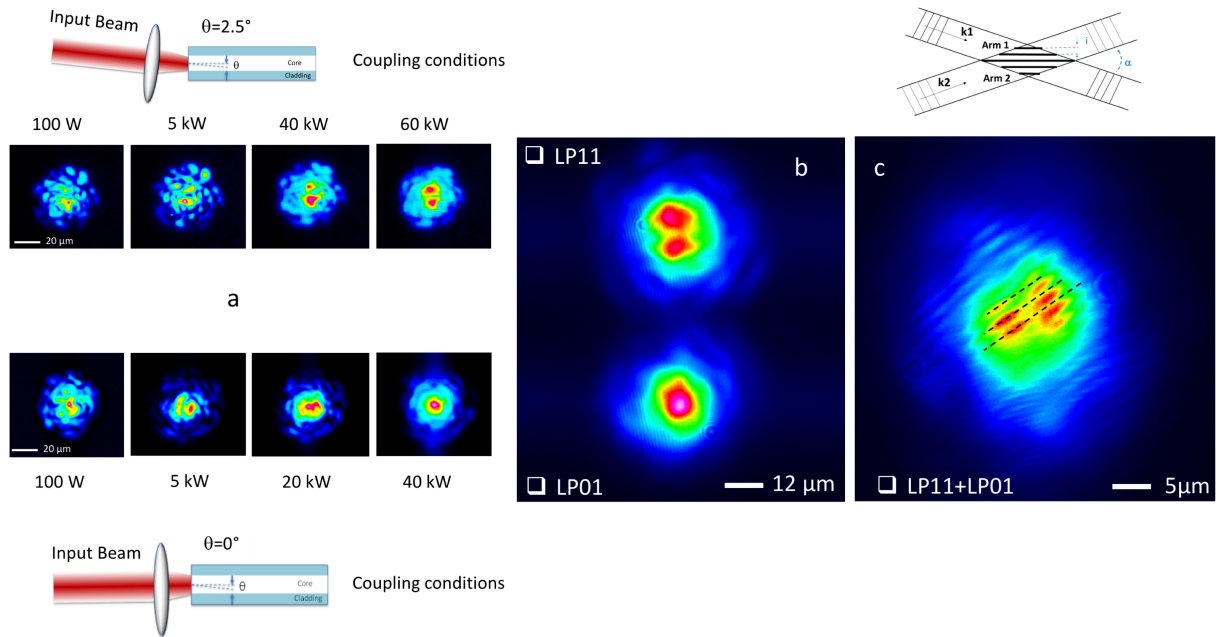 Input Beam
θ=2.5°
θ
Core
Cladding
Coupling conditions
100 W
5 kW
40 kW
60 kW
20 µm
a
20 µm
100 W
5 kW
20 kW
40 kW
Input Beam
θ=0°
θ
Core
Cladding
Coupling conditions
❑ LP11
b
❑ LP01
12 µm
k1
Arm 1
i
α
k2
Arm 2
c
❑ LP11+LP01
5µm